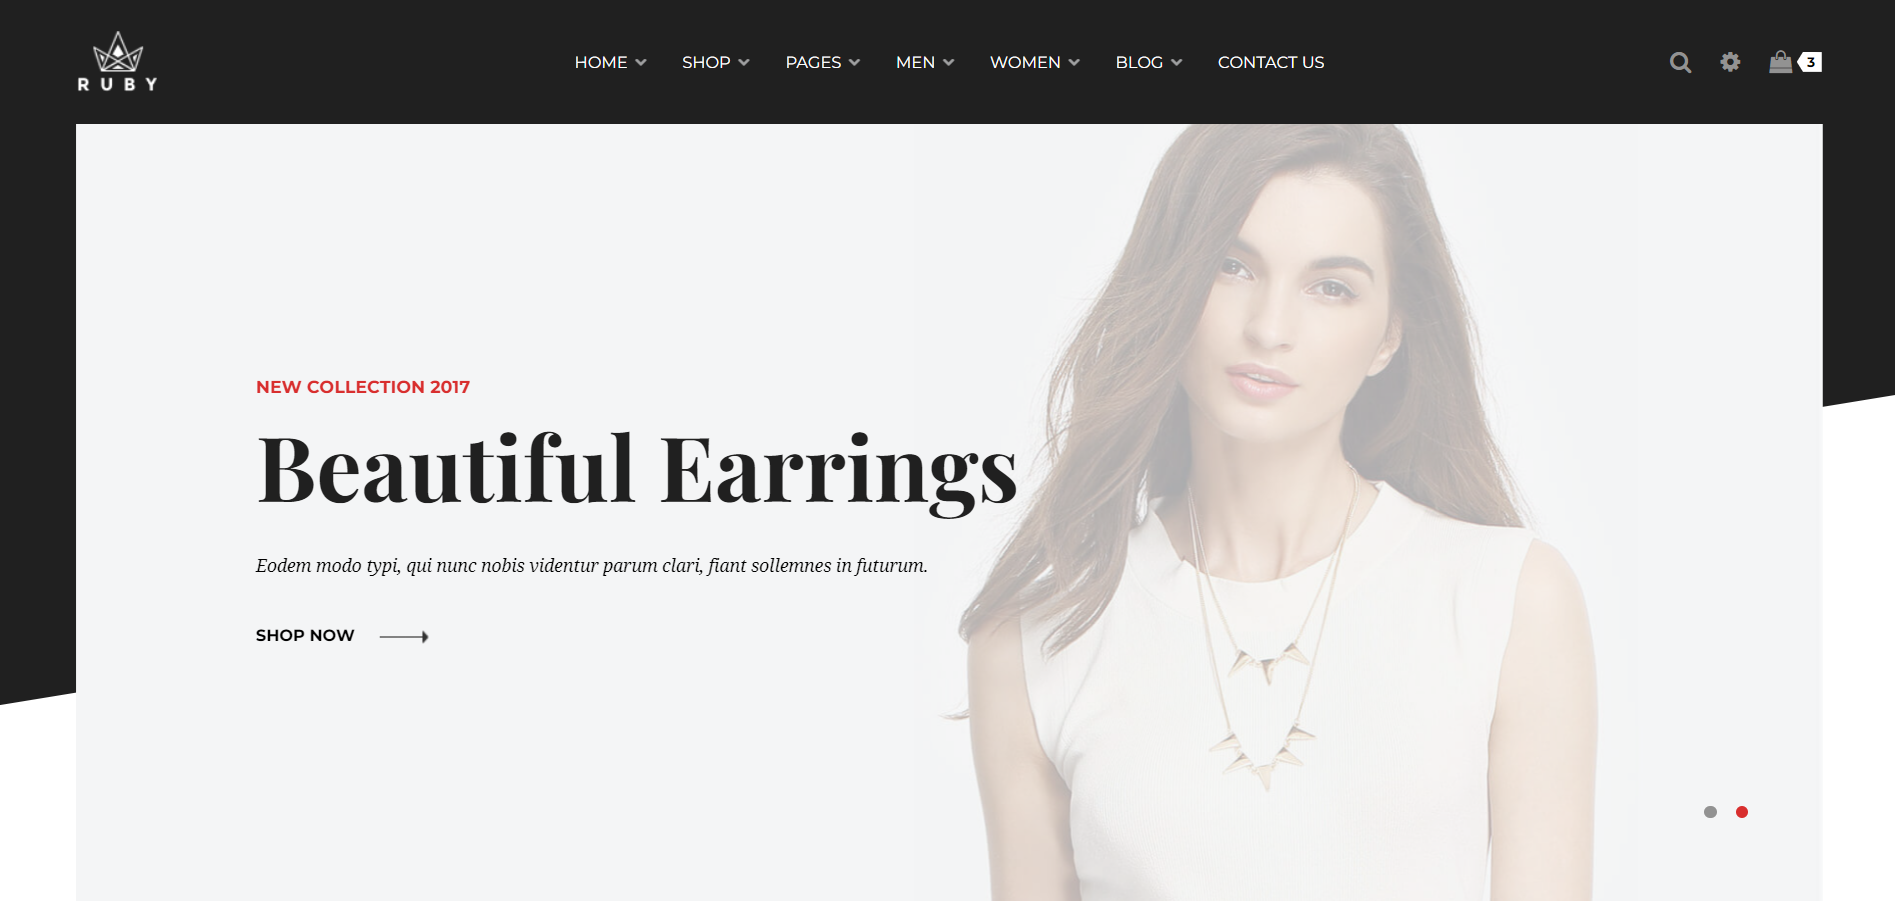 RUBY
HOME SHOP PAGES MEN WOMEN BLOG CONTACT US
3
NEW COLLECTION 2017
Beautiful Earrings
Eodem modo typi, qui nunc nobis videntur parum clari, fiant sollemnes in futurum.
SHOP NOW